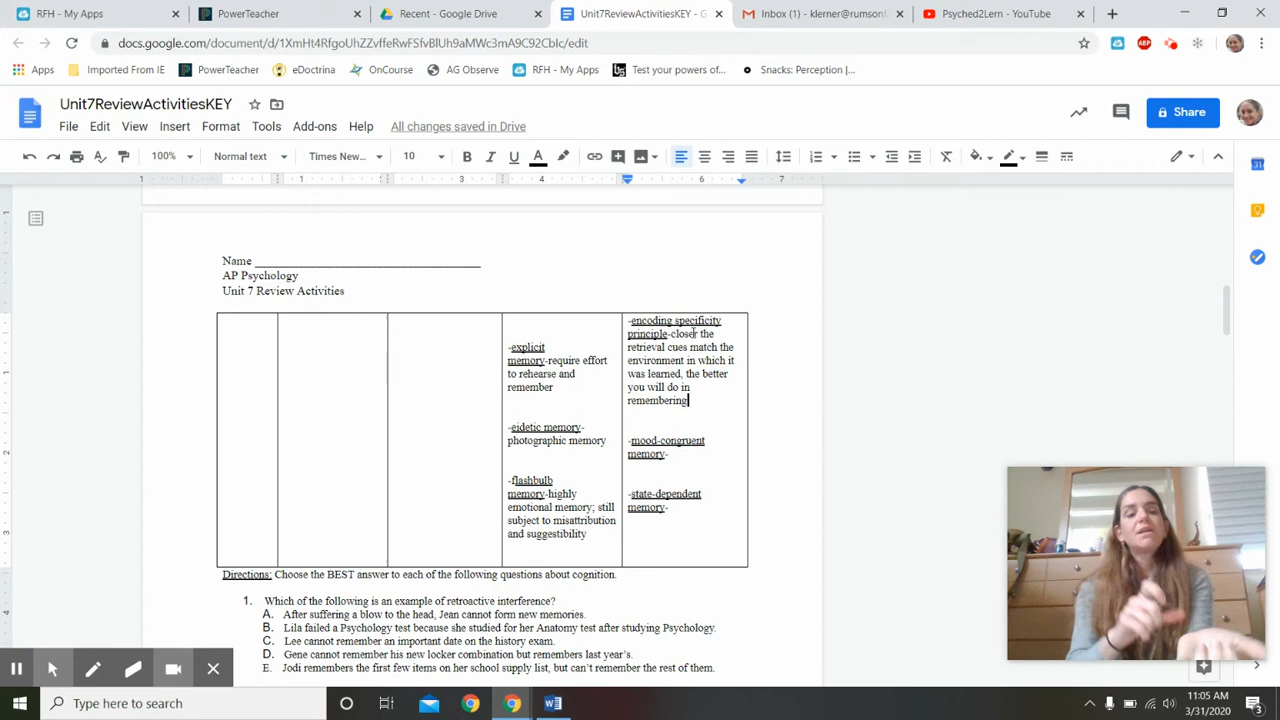 RFH - My Apps
PowerTeacher
Recent - Google Drive
Unit7ReviewActivitiesKEY - G
Inbox (1) - klerner@rumsonf
Psyched2Learn - YouTube
docs.google.com/document/d/1XmHt4RfgoUhZZvffeRwFSfvBlUh9aMWc3mA9C92CbIc/edit
Apps
Imported From IE
PowerTeacher
eDoctrina
OnCourse
AG Observe
RFH - My Apps
Test your powers of...
Snacks: Perception |...
Unit7ReviewActivitiesKEY
File Edit View Insert Format Tools Add-ons Help All changes saved in Drive
Share
100% Normal text Times New... 10 B I U A
1 1 2 3 4 5 6 7
Name
AP Psychology
Unit 7 Review Activities
-explicit
memory-require effort
to rehearse and
remember
-eidetic memory-
photographic memory
-flashbulb
memory-highly
emotional memory; still
subject to misattribution
and suggestibility
-encoding specificity
principle-closer the
retrieval cues match the
environment in which it
was learned, the better
you will do in
remembering
-mood-congruent
memory-
-state-dependent
memory-
Directions: Choose the BEST answer to each of the following questions about cognition.
1. Which of the following is an example of retroactive interference?
A. After suffering a blow to the head, Jean cannot form new memories.
B. Lila failed a Psychology test because she studied for her Anatomy test after studying Psychology.
C. Lee cannot remember an important date on the history exam.
D. Gene cannot remember his new locker combination but remembers last year's.
E. Jodi remembers the first few items on her school supply list, but can't remember the rest of them.
Type here to search
11:05 AM
3/31/2020